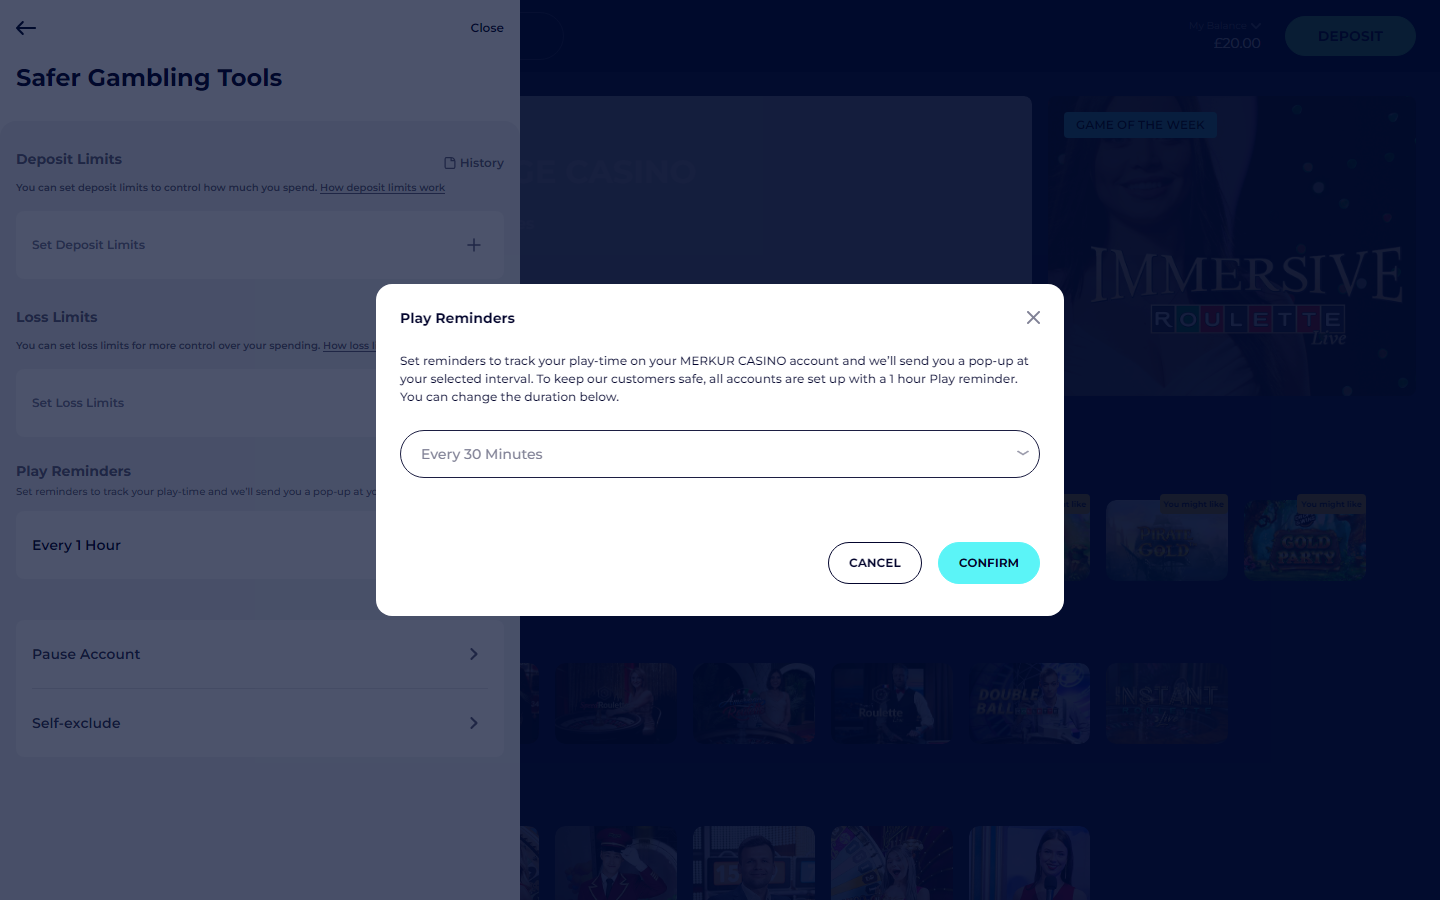 Close
Safer Gambling Tools
Deposit Limits
History
You can set deposit limits to control how much you spend. How deposit limits work
Set Deposit Limits
Loss Limits
You can set loss limits for more control over your spending. How loss l
Set Loss Limits
Play Reminders
Set reminders to track your play-time and we'll send you a pop-up at yo
Every 1 Hour
Pause Account
Self-exclude
My Balance
£20.00
DEPOSIT
CASINO
GAME OF THE WEEK
IMMERSIVE
ROULETTE
Live
Play Reminders
Set reminders to track your play-time on your MERKUR CASINO account and we'll send you a pop-up at
your selected interval. To keep our customers safe, all accounts are set up with a 1 hour Play reminder.
You can change the duration below.
Every 30 Minutes
CANCEL
CONFIRM
like
You might like
You might like
PIRATE
GOLD
GOLD
PARTY
Roulette
Roulette
DOUBLE
BALL
INSTANT